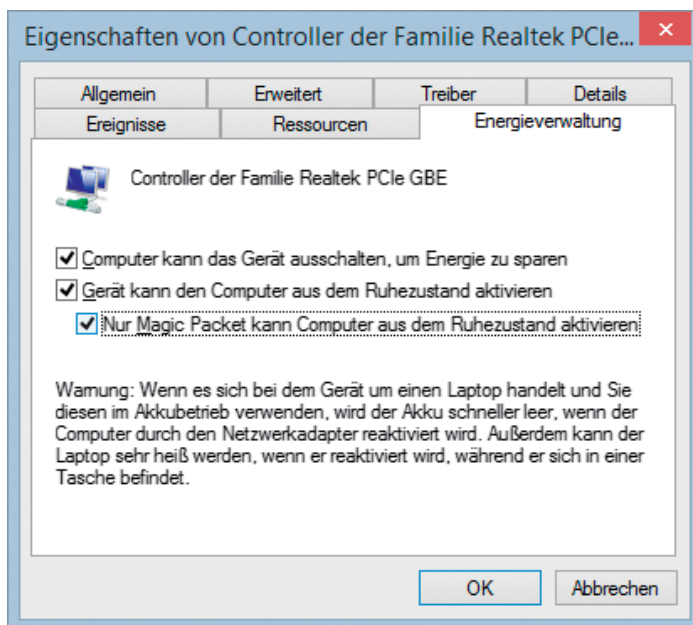 Eigenschaften von Controller der Familie Realtek PCIe...
Allgemein Erweitert Treiber Details
Ereignisse Ressourcen Energieverwaltung
Controller der Familie Realtek PCIe GBE
Computer kann das Gerät ausschalten, um Energie zu sparen
Gerät kann den Computer aus dem Ruhezustand aktivieren
Nur Magic Packet kann Computer aus dem Ruhezustand aktivieren
Warnung: Wenn es sich bei dem Gerät um einen Laptop handelt und Sie
diesen im Akkubetrieb verwenden, wird der Akku schneller leer, wenn der
Computer durch den Netzwerkadapter reaktiviert wird. Außerdem kann der
Laptop sehr heiß werden, wenn er reaktiviert wird, während er sich in einer
Tasche befindet.
OK Abbrechen